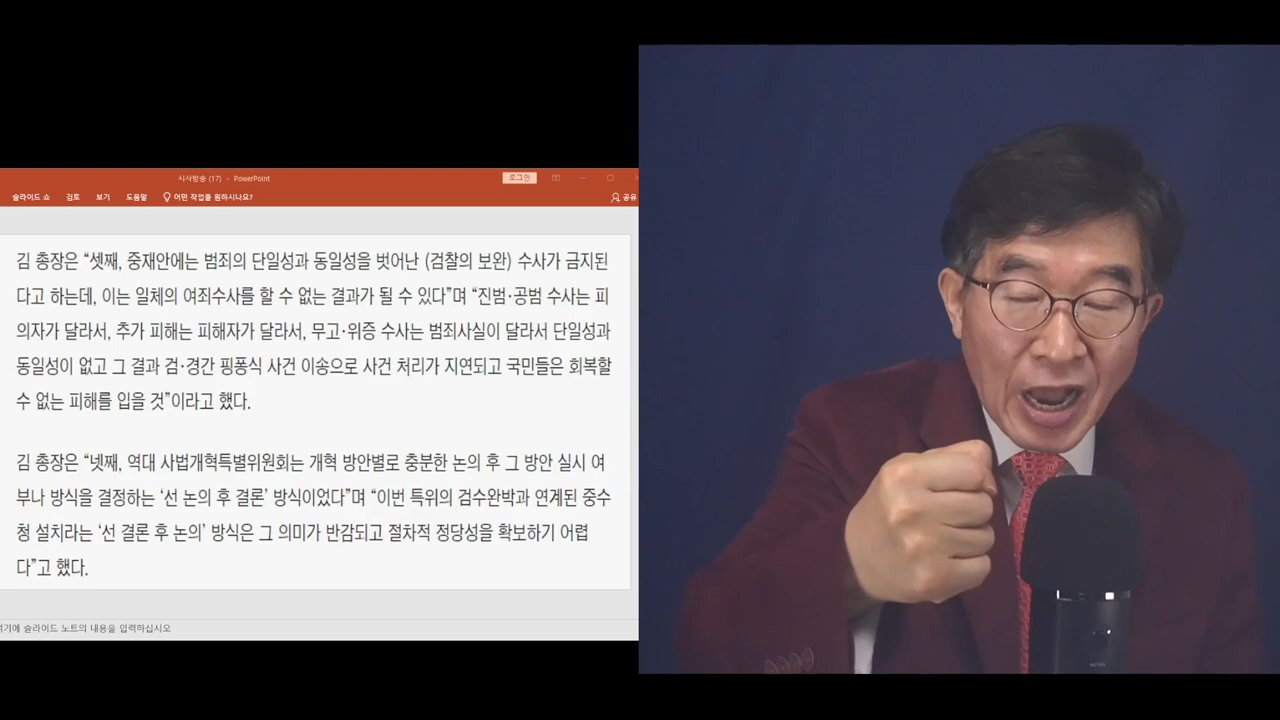 시사방송 (17) - PowerPoint
로그인
슬라이드 쇼 검토 보기 도움말 어떤 작업을 원하시나요? 공유
김 총장은 “셋째, 중재안에는 범죄의 단일성과 동일성을 벗어난 (검찰의 보완) 수사가 금지된
다고 하는데, 이는 일체의 여죄수사를 할 수 없는 결과가 될 수 있다”며 “진범·공범 수사는 피
의자가 달라서, 추가 피해는 피해자가 달라서, 무고·위증 수사는 범죄사실이 달라서 단일성과
동일성이 없고 그 결과 검·경간 핑퐁식 사건 이송으로 사건 처리가 지연되고 국민들은 회복할
수 없는 피해를 입을 것”이라고 했다.
김 총장은 “넷째, 역대 사법개혁특별위원회는 개혁 방안별로 충분한 논의 후 그 방안 실시 여
부나 방식을 결정하는 ‘선 논의 후 결론’ 방식이었다”며 “이번 특위의 검수완박과 연계된 중수
청 설치라는 ‘선 결론 후 논의’ 방식은 그 의미가 반감되고 절차적 정당성을 확보하기 어렵
다”고 했다.
여기에 슬라이드 노트의 내용을 입력하십시오